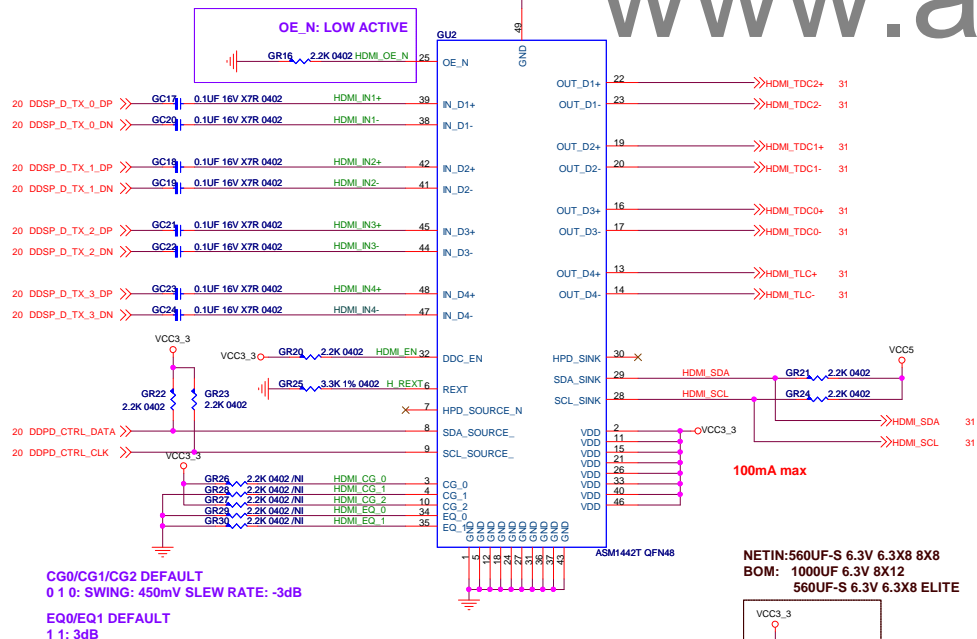 www.a
OE_N: LOW ACTIVE
GR16 2.2K 0402 HDMI_OE_N 25 OE_N
GU2
49
GND
20 DDSP_D_TX_0_DP GC17 0.1UF 16V X7R 0402 HDMI_IN1+ 39 IN_D1+
20 DDSP_D_TX_0_DN GC20 0.1UF 16V X7R 0402 HDMI_IN1- 38 IN_D1-
20 DDSP_D_TX_1_DP GC18 0.1UF 16V X7R 0402 HDMI_IN2+ 42 IN_D2+
20 DDSP_D_TX_1_DN GC19 0.1UF 16V X7R 0402 HDMI_IN2- 41 IN_D2-
20 DDSP_D_TX_2_DP GC21 0.1UF 16V X7R 0402 HDMI_IN3+ 45 IN_D3+
20 DDSP_D_TX_2_DN GC22 0.1UF 16V X7R 0402 HDMI_IN3- 44 IN_D3-
20 DDSP_D_TX_3_DP GC23 0.1UF 16V X7R 0402 HDMI_IN4+ 48 IN_D4+
20 DDSP_D_TX_3_DN GC24 0.1UF 16V X7R 0402 HDMI_IN4- 47 IN_D4-
OUT_D1+ 22 HDMI_TDC2+ 31
OUT_D1- 23 HDMI_TDC2- 31
OUT_D2+ 19 HDMI_TDC1+ 31
OUT_D2- 20 HDMI_TDC1- 31
OUT_D3+ 16 HDMI_TDC0+ 31
OUT_D3- 17 HDMI_TDC0- 31
OUT_D4+ 13 HDMI_TLC+ 31
OUT_D4- 14 HDMI_TLC- 31
VCC3_3
VCC3_3 GR20 2.2K 0402 HDMI_EN 32 DDC_EN
GR25 3.3K 1% 0402 H_REXT 6 REXT
GR22 2.2K 0402
GR23 2.2K 0402
7 HPD_SOURCE_N
20 DDPD_CTRL_DATA 8 SDA_SOURCE_
20 DDPD_CTRL_CLK 9 SCL_SOURCE_
VCC3_3
GR26 2.2K 0402 /NI HDMI_CG_0 3 CG_0
GR28 2.2K 0402 /NI HDMI_CG_1 4 CG_1
GR27 2.2K 0402 /NI HDMI_CG_2 10 CG_2
GR29 2.2K 0402 /NI HDMI_EQ_0 34 EQ_0
GR30 2.2K 0402 /NI HDMI_EQ_1 35 EQ_1
HPD_SINK 30
VCC5
SDA_SINK 29 HDMI_SDA GR21 2.2K 0402
SCL_SINK 28 HDMI_SCL GR24 2.2K 0402
HDMI_SDA 31
HDMI_SCL 31
VDD 2 VCC3_3
VDD 11
VDD 15
VDD 21
VDD 26
VDD 33
VDD 40
VDD 46
100mA max
GND GND GND GND GND GND GND GND GND GND
1 5 12 18 24 27 31 36 37 43
ASM1442T QFN48
CG0/CG1/CG2 DEFAULT
0 1 0: SWING: 450mV SLEW RATE: -3dB
EQ0/EQ1 DEFAULT
1 1: 3dB
NETIN:560UF-S 6.3V 6.3X8 8X8
BOM: 1000UF 6.3V 8X12
560UF-S 6.3V 6.3X8 ELITE
VCC3_3